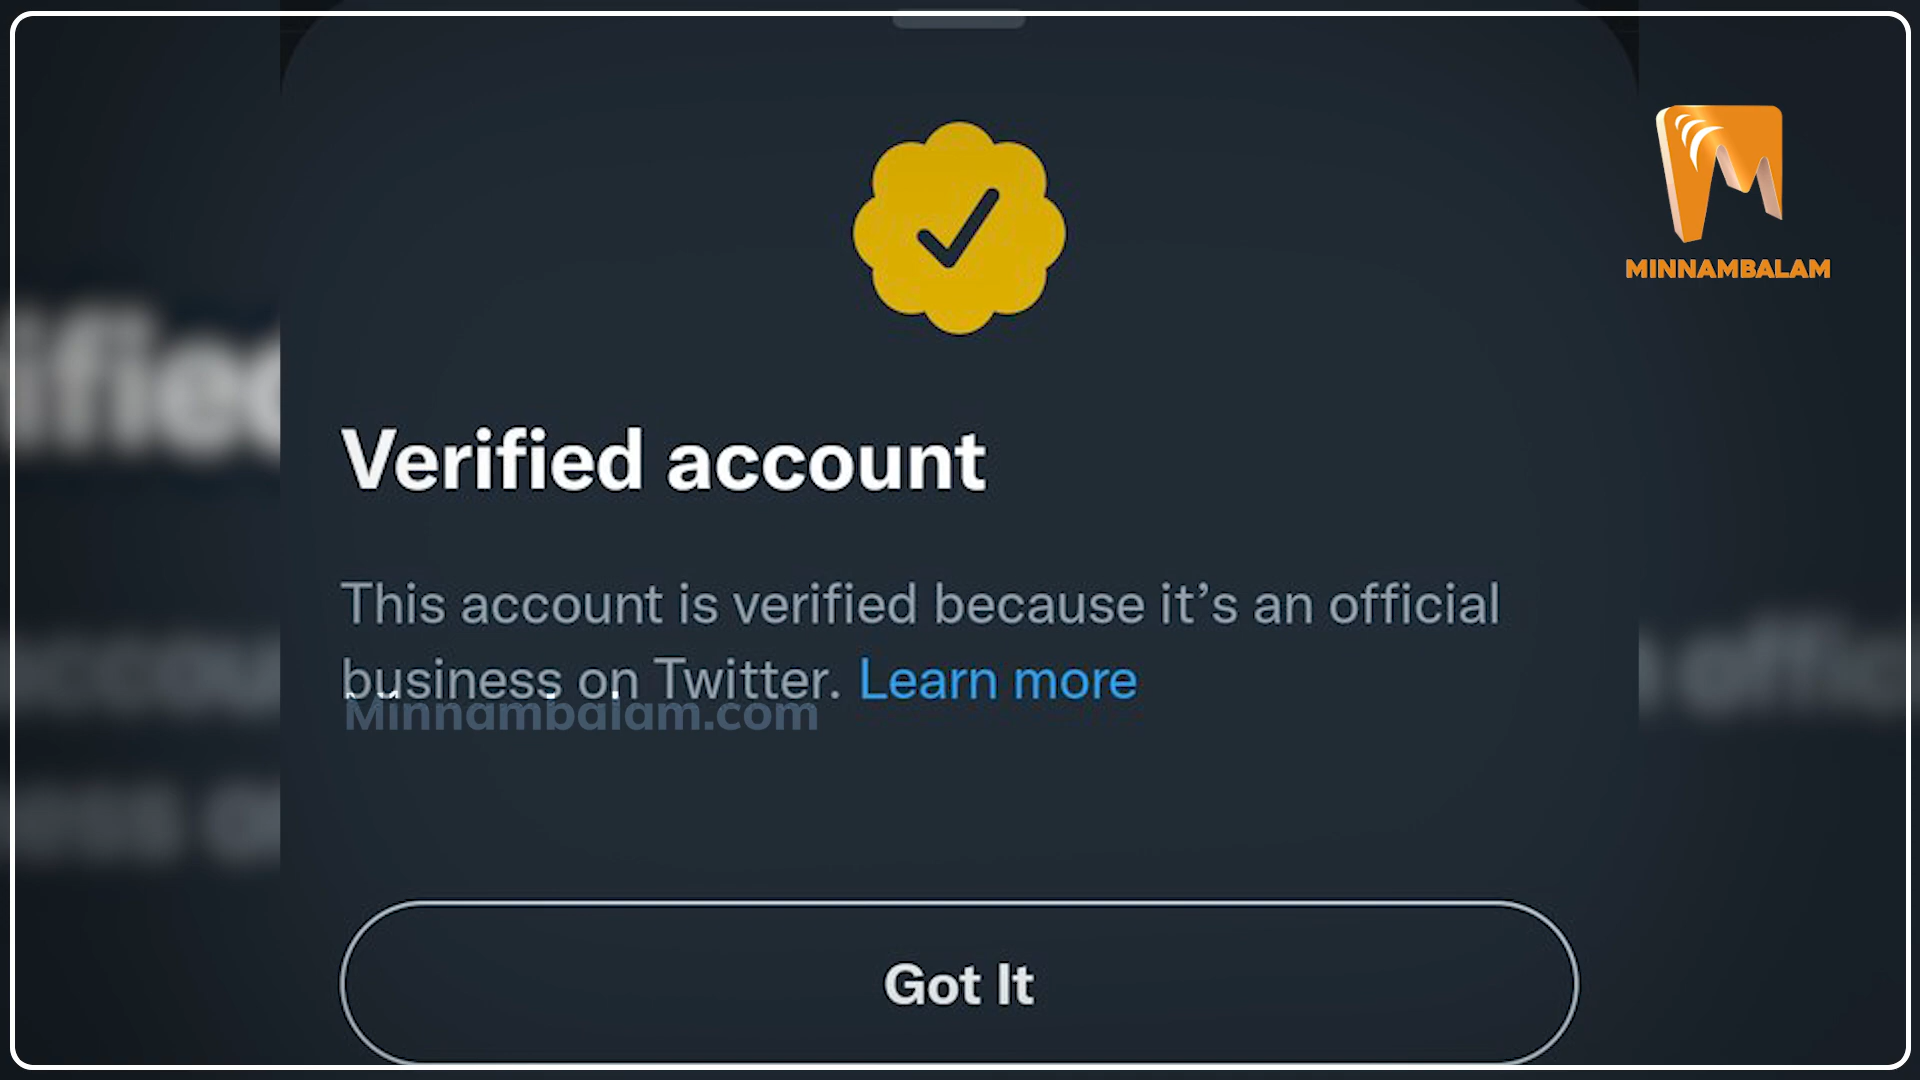 MINNAMBALAM
Verified account
This account is verified because it’s an official
business on Twitter. Learn more
Minnambalam.com
Got It